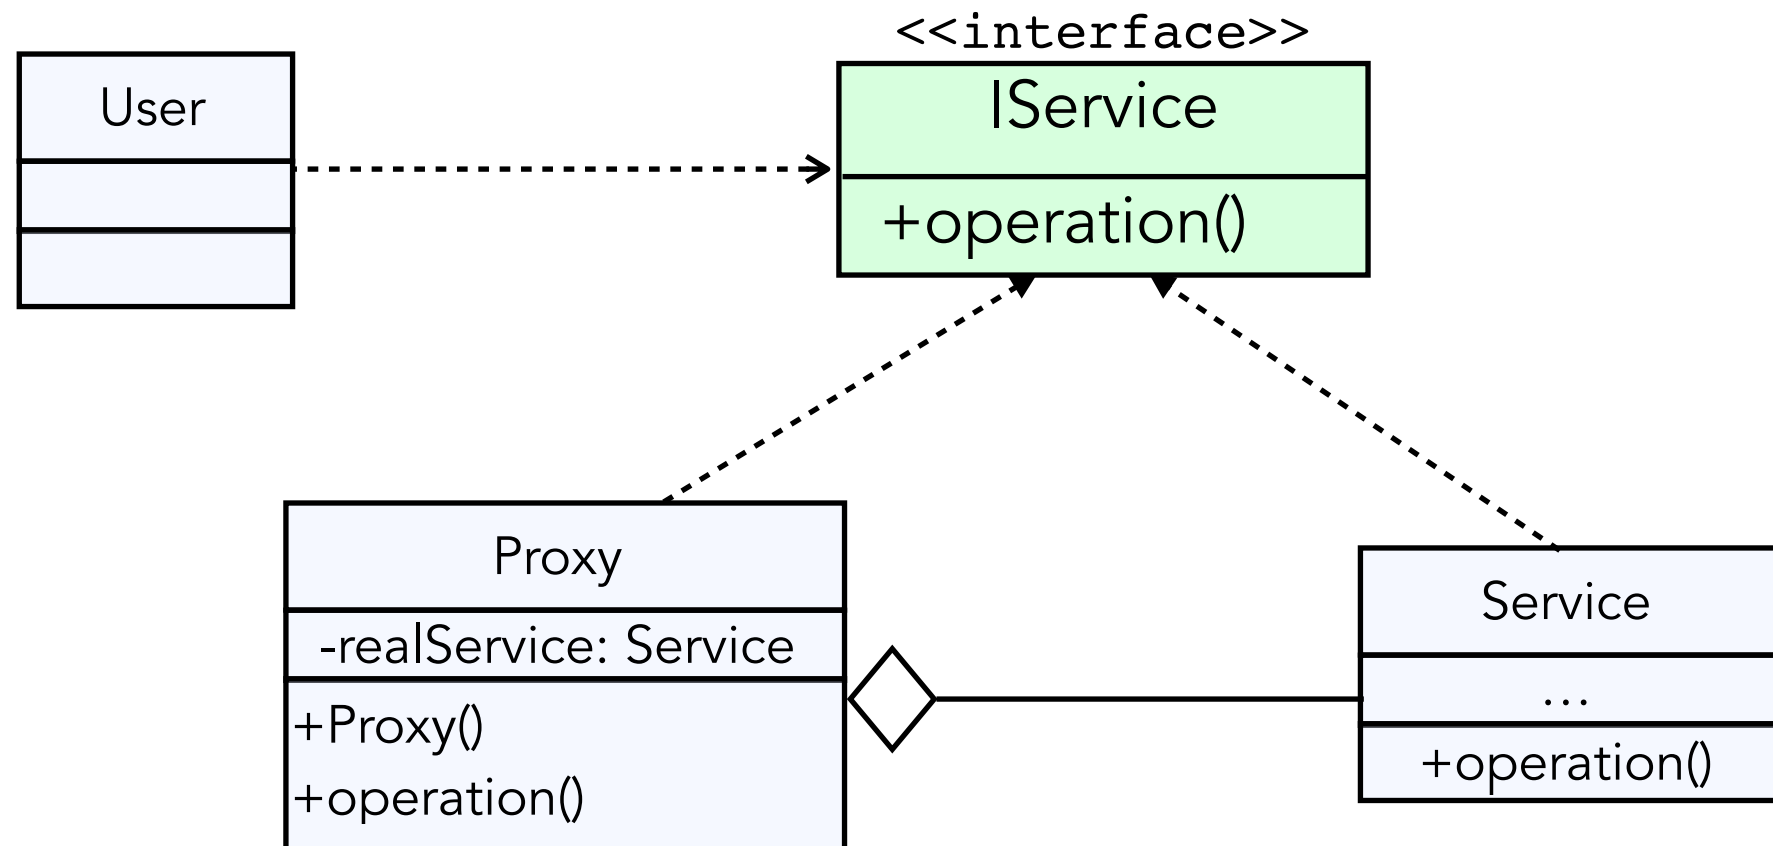 <<interface>>
User
IService
+operation()
Proxy
-realService: Service
+Proxy()
+operation()
Service
...
+operation()